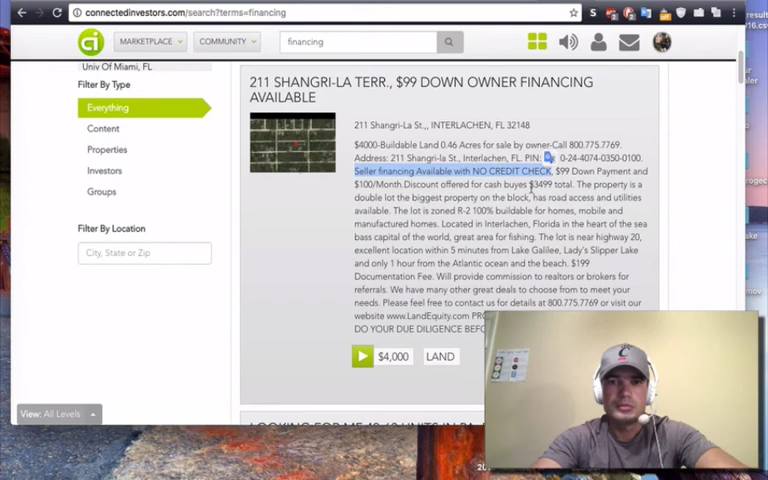 connectedinvestors.com/search?terms=financing
MARKETPLACE
COMMUNITY
financing
Univ Of Miami, FL
Filter By Type
Everything
Content
Properties
Investors
Groups
Filter By Location
City, State or Zip
View: All Levels
211 SHANGRI-LA TERR., $99 DOWN OWNER FINANCING
AVAILABLE
211 Shangri-La St,, INTERLACHEN, FL 32148
$4000-Buildable Land 0.46 Acres for sale by owner-Call 800.775.7769.
Address: 211 Shangri-la St., Interlachen, FL. PIN: 0-24-4074-0350-0100.
Seller financing Available with NO CREDIT CHECK, $99 Down Payment and
$100/Month.Discount offered for cash buyes $3499 total. The property is a
double lot the biggest property on the block, has road access and utilities
available. The lot is zoned R-2 100% buildable for homes, mobile and
manufactured homes. Located in Interlachen, Florida in the heart of the sea
bass capital of the world, great area for fishing. The lot is near highway 20,
excellent location within 5 minutes from Lake Galilee, Lady's Slipper Lake
and only 1 hour from the Atlantic ocean and the beach. $199
Documentation Fee. Will provide commission to realtors or brokers for
referrals. We have many other great deals to choose from to meet your
needs. Please feel free to contact us for details at 800.775.7769 or visit our
website www.LandEquity.com
DO YOUR DUE DILIGENCE
$4,000
LAND